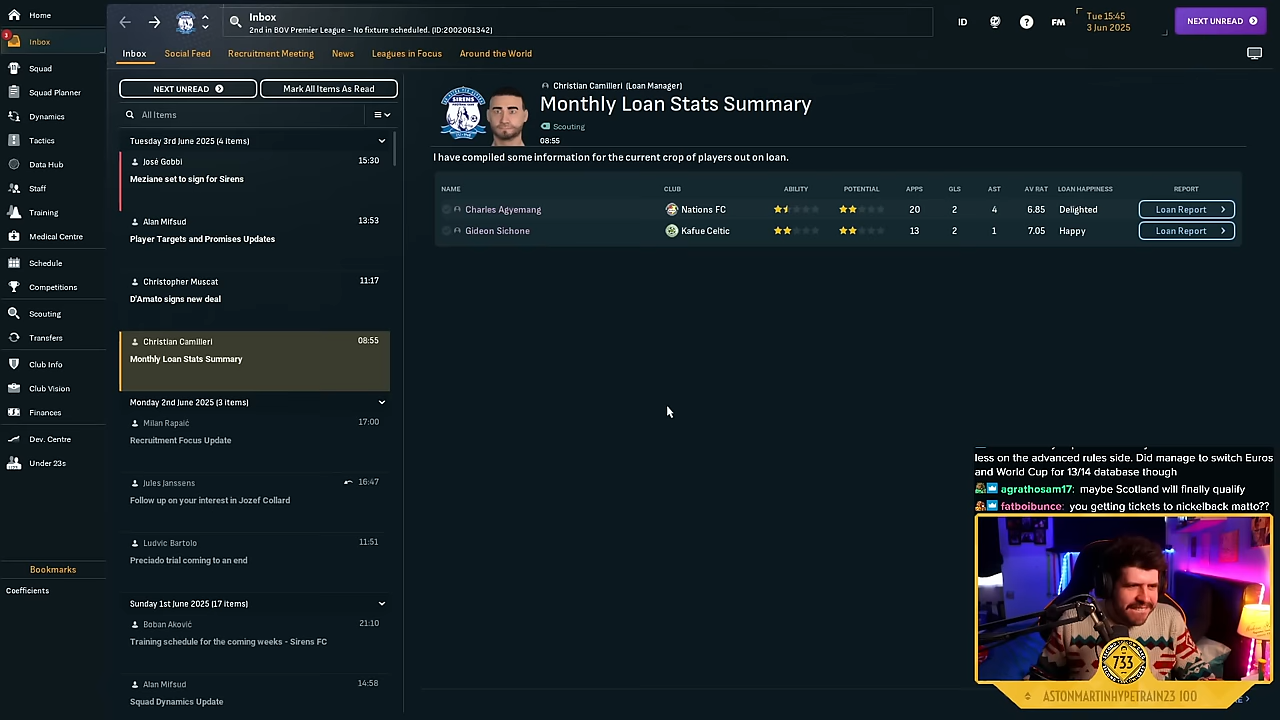 Home
Inbox
Squad
Squad Planner
Dynamics
Tactics
Data Hub
Staff
Training
Medical Centre
Schedule
Competitions
Scouting
Transfers
Club Info
Club Vision
Finances
Dev. Centre
Under 23s
Bookmarks
Coefficients
Inbox
2nd in BOV Premier League - No fixture scheduled. (ID:2002061342)
ID
FM
Tue 15:45
3 Jun 2025
NEXT UNREAD
Inbox Social Feed Recruitment Meeting News Leagues in Focus Around the World
NEXT UNREAD
Mark All Items As Read
All Items
Tuesday 3rd June 2025 (4 items)
José Gobbi 15:30
Meziane set to sign for Sirens
Alan Mifsud 13:53
Player Targets and Promises Updates
Christopher Muscat 11:17
D'Amato signs new deal
Christian Camilleri 08:55
Monthly Loan Stats Summary
Monday 2nd June 2025 (3 items)
Milan Rapaić 17:00
Recruitment Focus Update
Jules Janssens 16:47
Follow up on your interest in Jozef Collard
Ludvic Bartolo 11:51
Preciado trial coming to an end
Sunday 1st June 2025 (17 items)
Boban Aković 21:10
Training schedule for the coming weeks - Sirens FC
Alan Mifsud 14:58
Squad Dynamics Update
SIRENS
Christian Camilleri (Loan Manager)
Monthly Loan Stats Summary
Scouting
08:55
I have compiled some information for the current crop of players out on loan.
NAME CLUB ABILITY POTENTIAL APPS GLS AST AV RAT LOAN HAPPINESS REPORT
Charles Agyemang Nations FC 20 2 4 6.85 Delighted Loan Report
Gideon Sichone Kafue Celtic 13 2 1 7.05 Happy Loan Report
less on the advanced rules side. Did manage to switch Euros
and World Cup for 13/14 database though
agrathosam17: maybe Scotland will finally qualify
fatboibunce: you getting tickets to nickelback matto??
733
ASTONMARTINHYPETRAIN23 100